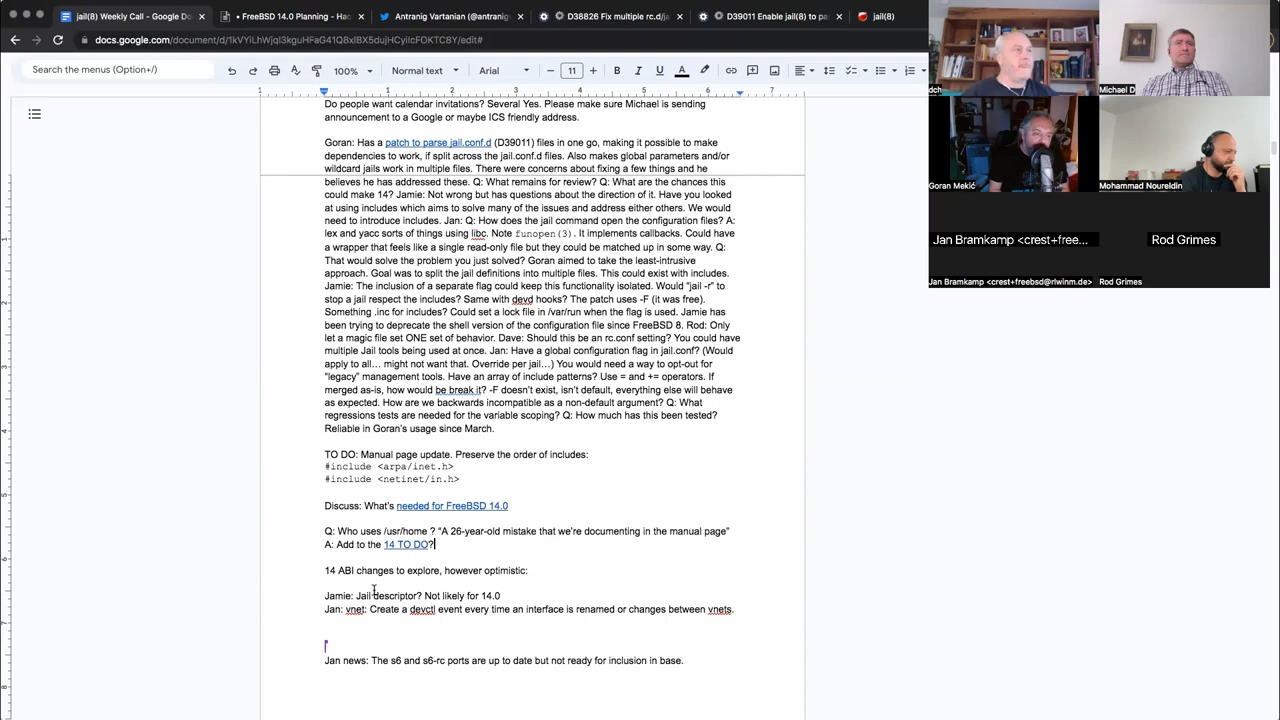 jail(8) Weekly Call - Google Do
• FreeBSD 14.0 Planning - Hac
Antranig Vartanian (@antranig
D38826 Fix multiple rc.d/ja
D39011 Enable jail(8) to pa
jail(8)
Search the menus (Option+/)
100%
Normal text
Arial
11
Do people want calendar invitations? Several Yes. Please make sure Michael is sending
announcement to a Google or maybe ICS friendly address.
Goran: Has a patch to parse jail.conf.d (D39011) files in one go, making it possible to make
dependencies to work, if split across the jail.conf.d files. Also makes global parameters and/or
wildcard jails work in multiple files. There were concerns about fixing a few things and he
believes he has addressed these. Q: What remains for review? Q: What are the chances this
could make 14? Jamie: Not wrong but has questions about the direction of it. Have you looked
at using includes which aims to solve many of the issues and address either others. We would
need to introduce includes. Jan: Q: How does the jail command open the configuration files? A:
lex and yacc sorts of things using libc. Note funopen(3). It implements callbacks. Could have
a wrapper that feels like a single read-only file but they could be matched up in some way. Q:
That would solve the problem you just solved? Goran aimed to take the least-intrusive
approach. Goal was to split the jail definitions into multiple files. This could exist with includes.
Jamie: The inclusion of a separate flag could keep this functionality isolated. Would "jail -r" to
stop a jail respect the includes? Same with devd hooks? The patch uses -F (it was free).
Something .inc for includes? Could set a lock file in /var/run when the flag is used. Jamie has
been trying to deprecate the shell version of the configuration file since FreeBSD 8. Rod: Only
let a magic file set ONE set of behavior. Dave: Should this be an rc.conf setting? You could have
multiple Jail tools being used at once. Jan: Have a global configuration flag in jail.conf? (Would
apply to all… might not want that. Override per jail…) You would need a way to opt-out for
"legacy" management tools. Have an array of include patterns? Use = and += operators. If
merged as-is, how would be break it? -F doesn't exist, isn't default, everything else will behave
as expected. How are we backwards incompatible as a non-default argument? Q: What
regressions tests are needed for the variable scoping? Q: How much has this been tested?
Reliable in Goran's usage since March.
TO DO: Manual page update. Preserve the order of includes:
#include <arpa/inet.h>
#include <netinet/in.h>
Discuss: What's needed for FreeBSD 14.0
Q: Who uses /usr/home ? "A 26-year-old mistake that we're documenting in the manual page"
A: Add to the 14 TO DO?
14 ABI changes to explore, however optimistic:
Jamie: Jail descriptor? Not likely for 14.0
Jan: vnet: Create a devctl event every time an interface is renamed or changes between vnets.
Jan news: The s6 and s6-rc ports are up to date but not ready for inclusion in base.
dch
Michael D
Goran Mekić
Mohammad Noureldin
Jan Bramkamp <crest+free...
Rod Grimes
Jan Bramkamp <crest+freebsd@rlwinm.de>
Rod Grimes